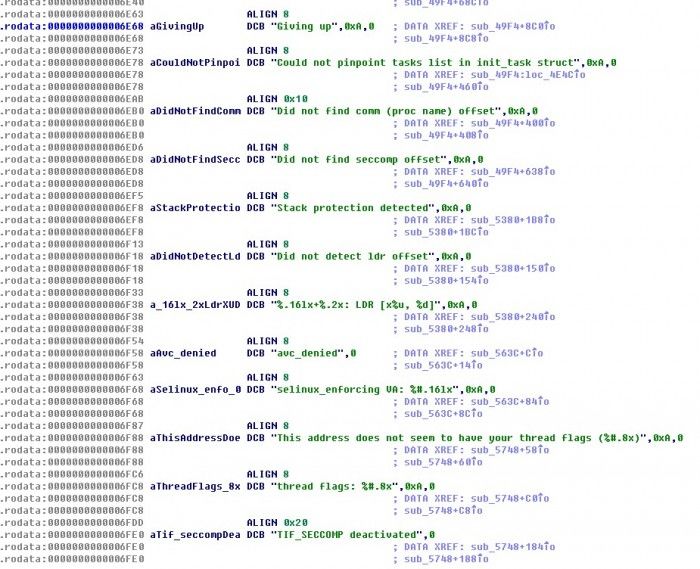 .rodata:0000000000006E40 ; sub_49F4+68C↑o
.rodata:0000000000006E63 ALIGN 8
.rodata:0000000000006E68 aGivingUp DCB "Giving up",0xA,0 ; DATA XREF: sub_49F4+8C0↑o
.rodata:0000000000006E68 ; sub_49F4+8C8↑o
.rodata:0000000000006E73 ALIGN 8
.rodata:0000000000006E78 aCouldNotPinpoi DCB "Could not pinpoint tasks list in init_task struct",0xA,0
.rodata:0000000000006E78 ; DATA XREF: sub_49F4:loc_4E4C↑o
.rodata:0000000000006E78 ; sub_49F4+460↑o
.rodata:0000000000006EAB ALIGN 0x10
.rodata:0000000000006EB0 aDidNotFindComm DCB "Did not find comm (proc name) offset",0xA,0
.rodata:0000000000006EB0 ; DATA XREF: sub_49F4+400↑o
.rodata:0000000000006EB0 ; sub_49F4+408↑o
.rodata:0000000000006ED6 ALIGN 8
.rodata:0000000000006ED8 aDidNotFindSecc DCB "Did not find seccomp offset",0xA,0
.rodata:0000000000006ED8 ; DATA XREF: sub_49F4+638↑o
.rodata:0000000000006ED8 ; sub_49F4+640↑o
.rodata:0000000000006EF5 ALIGN 8
.rodata:0000000000006EF8 aStackProtectio DCB "Stack protection detected",0xA,0
.rodata:0000000000006EF8 ; DATA XREF: sub_5380+1B8↑o
.rodata:0000000000006EF8 ; sub_5380+1BC↑o
.rodata:0000000000006F13 ALIGN 8
.rodata:0000000000006F18 aDidNotDetectLd DCB "Did not detect ldr offset",0xA,0
.rodata:0000000000006F18 ; DATA XREF: sub_5380+150↑o
.rodata:0000000000006F18 ; sub_5380+154↑o
.rodata:0000000000006F33 ALIGN 8
.rodata:0000000000006F38 a_16lx_2xLdrXUD DCB "%.16lx+%.2x: LDR [x%u, %d]",0xA,0
.rodata:0000000000006F38 ; DATA XREF: sub_5380+240↑o
.rodata:0000000000006F38 ; sub_5380+248↑o
.rodata:0000000000006F54 ALIGN 8
.rodata:0000000000006F58 aAvc_denied DCB "avc_denied",0 ; DATA XREF: sub_563C+C↑o
.rodata:0000000000006F58 ; sub_563C+14↑o
.rodata:0000000000006F63 ALIGN 8
.rodata:0000000000006F68 aSelinux_enfo_0 DCB "selinux_enforcing VA: %#.16lx",0xA,0
.rodata:0000000000006F68 ; DATA XREF: sub_563C+84↑o
.rodata:0000000000006F68 ; sub_563C+8C↑o
.rodata:0000000000006F87 ALIGN 8
.rodata:0000000000006F88 aThisAddressDoe DCB "This address does not seem to have your thread flags (%#.8x)",0xA,0
.rodata:0000000000006F88 ; DATA XREF: sub_5748+58↑o
.rodata:0000000000006F88 ; sub_5748+60↑o
.rodata:0000000000006FC6 ALIGN 8
.rodata:0000000000006FC8 aThreadFlags_8x DCB "thread flags: %#.8x",0xA,0
.rodata:0000000000006FC8 ; DATA XREF: sub_5748+C0↑o
.rodata:0000000000006FC8 ; sub_5748+C8↑o
.rodata:0000000000006FDD ALIGN 0x20
.rodata:0000000000006FE0 aTif_seccompDea DCB "TIF_SECCOMP deactivated",0
.rodata:0000000000006FE0 ; DATA XREF: sub_5748+184↑o
.rodata:0000000000006FE0 ; sub_5748+188↑o